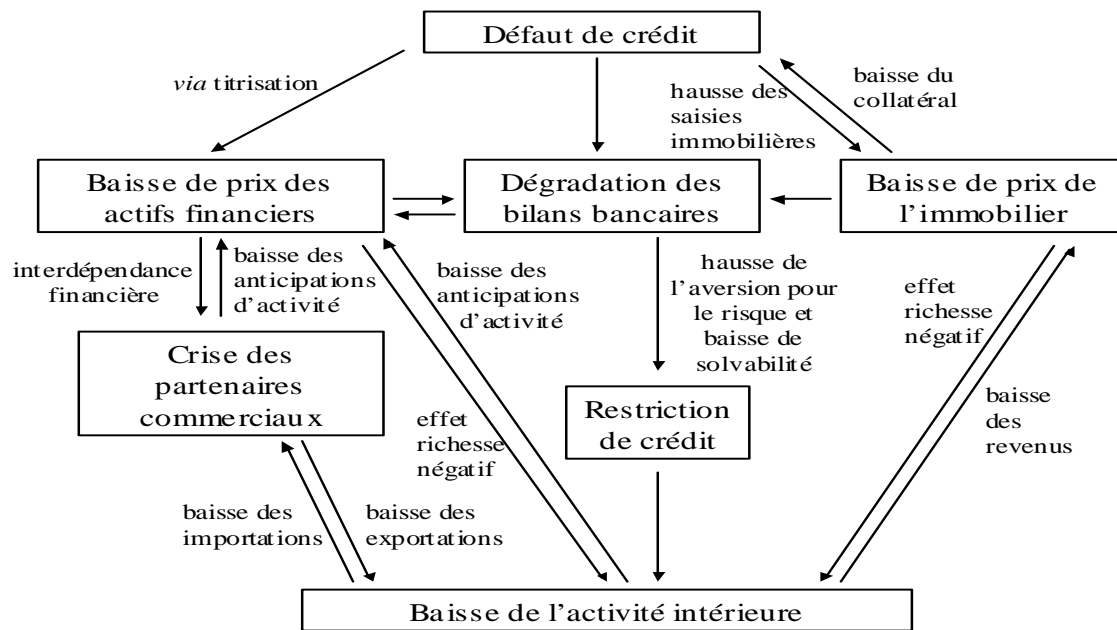 Défaut de crédit
via titrisation
hausse des
saisies
immobilières
baisse du
collatéral
Baisse de prix des
actifs financiers
Dégradation des
bilans bancaires
Baisse de prix de
l'immobilier
interdépendance
financière
baisse des
anticipations
d'activité
baisse des
anticipations
d'activité
hausse de
l'aversion pour
le risque et
baisse de
solvabilité
effet
richesse
négatif
Crise des
partenaires
commerciaux
effet
richesse
négatif
Restriction
de crédit
baisse
des
revenus
baisse des
importations
baisse des
exportations
Baisse de l'activité intérieure